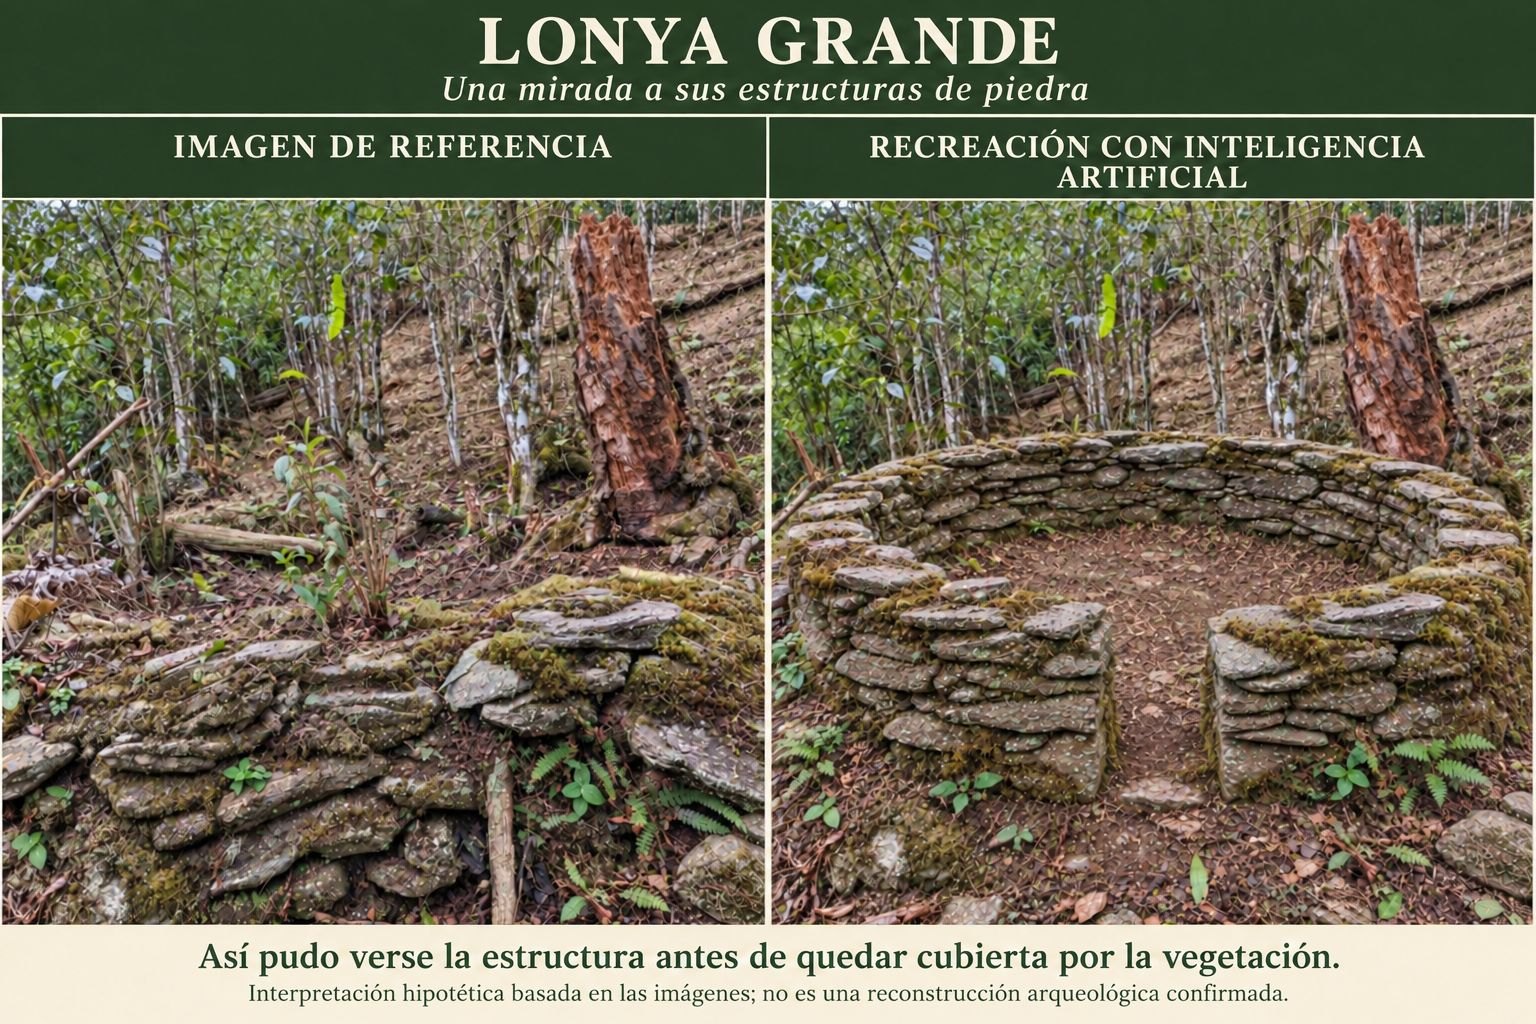 LONYA GRANDE
Una mirada a sus estructuras de piedra
IMAGEN DE REFERENCIA
RECREACIÓN CON INTELIGENCIA
ARTIFICIAL
Así pudo verse la estructura antes de quedar cubierta por la vegetación.
Interpretación hipotética basada en las imágenes; no es una reconstrucción arqueológica confirmada.